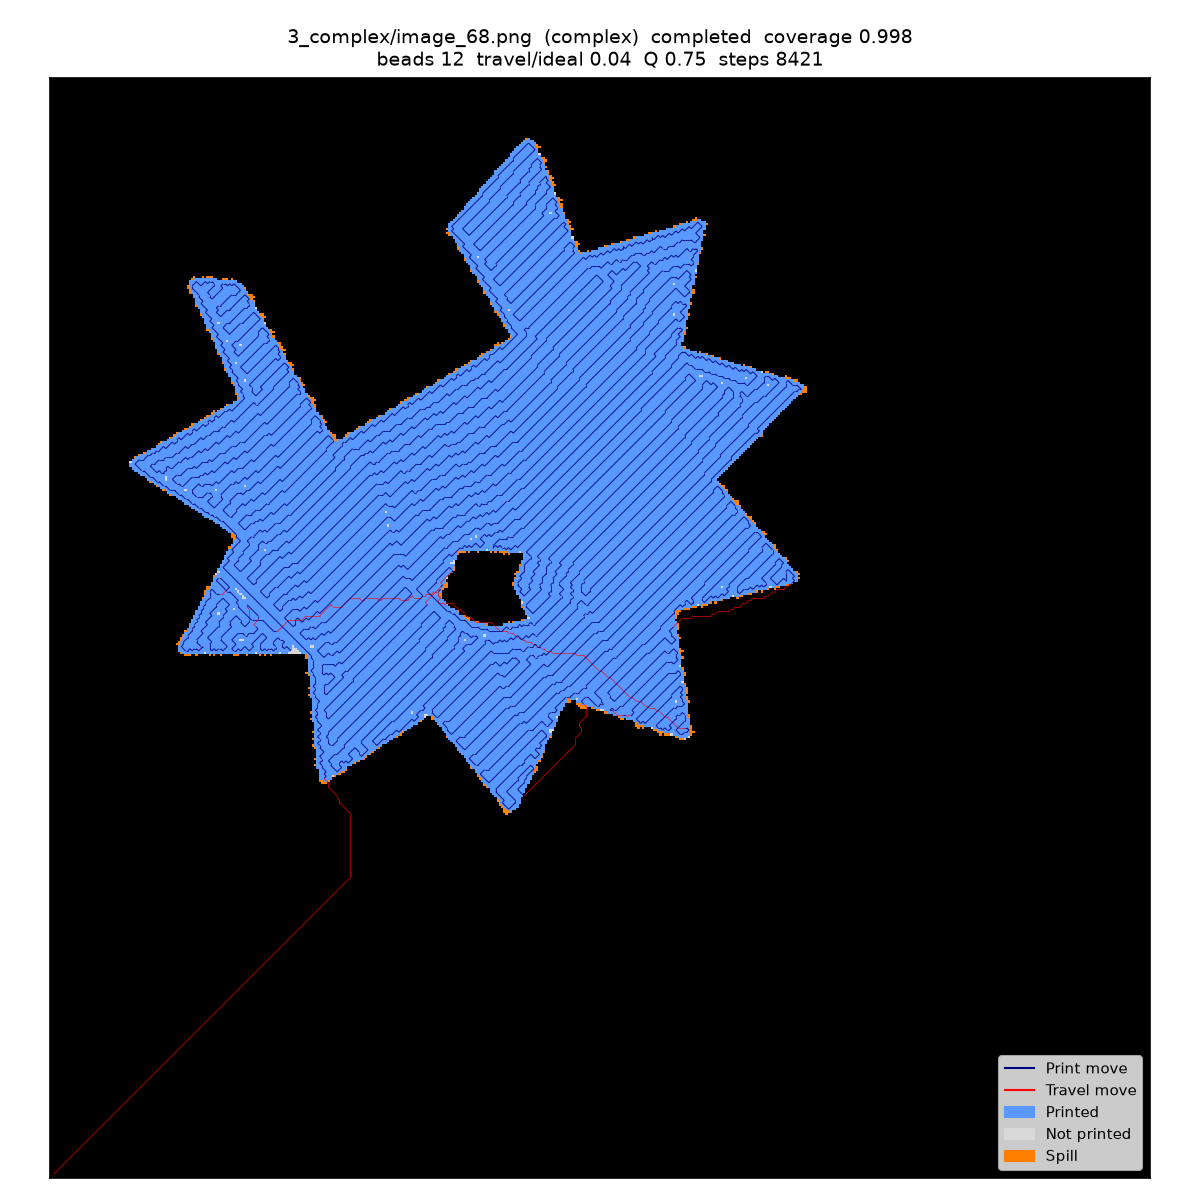 3_complex/image_68.png  (complex)  completed  coverage 0.998
beads 12  travel/ideal 0.04  Q 0.75  steps 8421
Print move
Travel move
Printed
Not printed
Spill